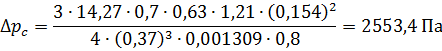 Δp_c = \frac{3 · 14,27 · 0,7 · 0,63 · 1,21 · (0,154)^2}{4 · (0,37)^3 · 0,001309 · 0,8} = 2553,4 Па